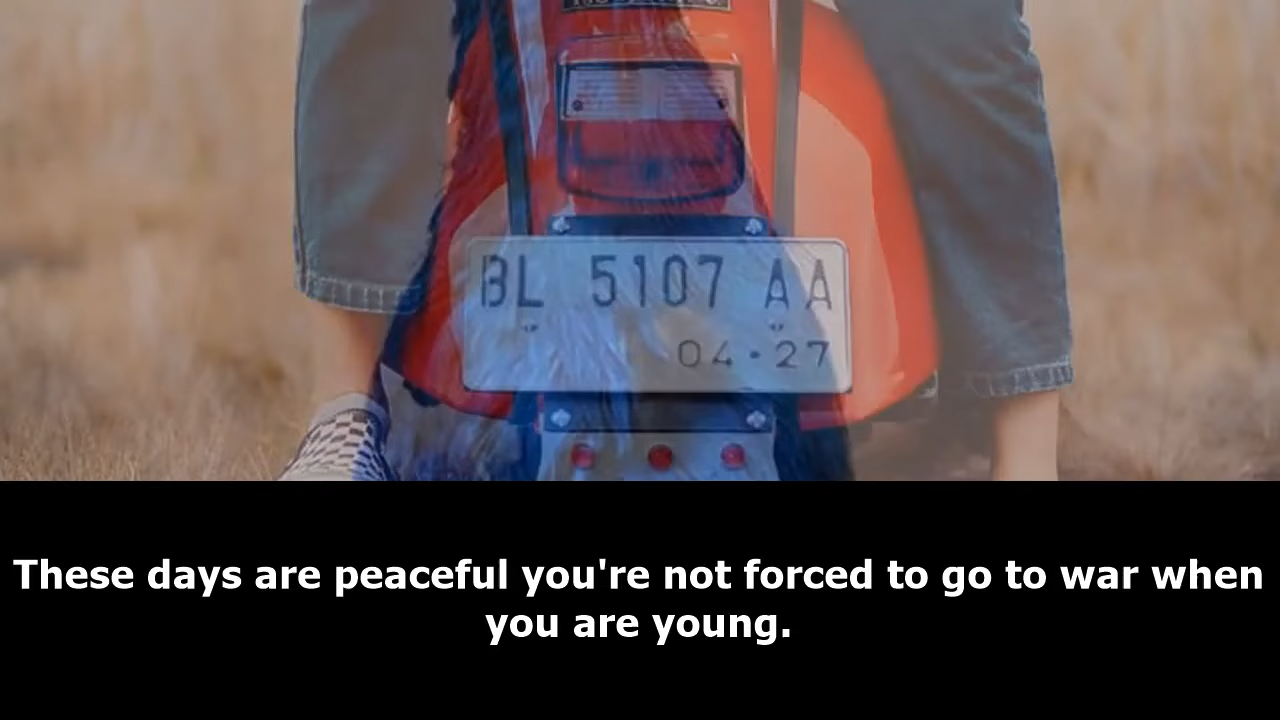 BL 5107 AA
04·27
These days are peaceful you're not forced to go to war when
you are young.